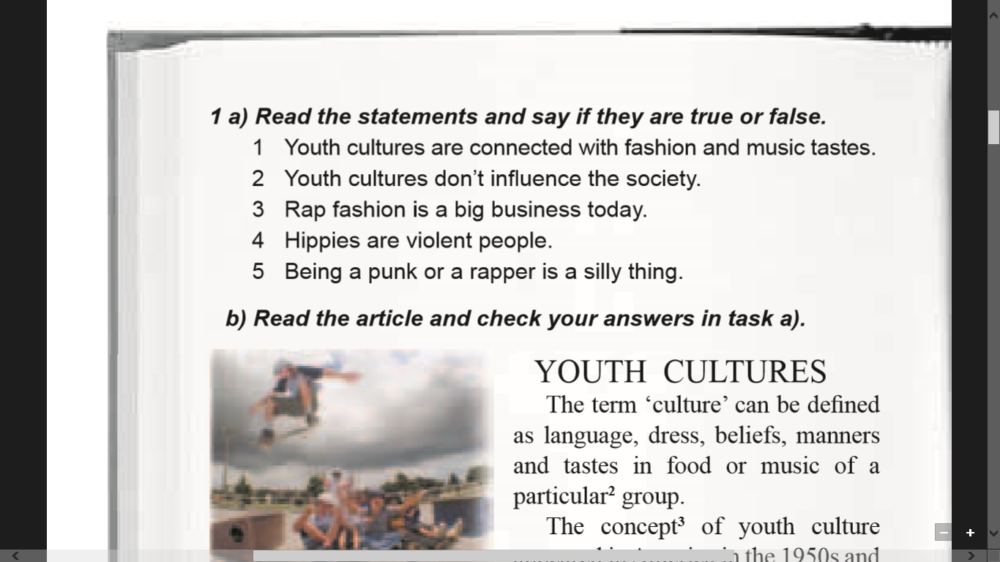 1 a) Read the statements and say if they are true or false.
1 Youth cultures are connected with fashion and music tastes.
2 Youth cultures don’t influence the society.
3 Rap fashion is a big business today.
4 Hippies are violent people.
5 Being a punk or a rapper is a silly thing.
b) Read the article and check your answers in task a).
YOUTH CULTURES
The term ‘culture’ can be defined
as language, dress, beliefs, manners
and tastes in food or music of a
particular² group.
The concept³ of youth culture
in the 1950s and